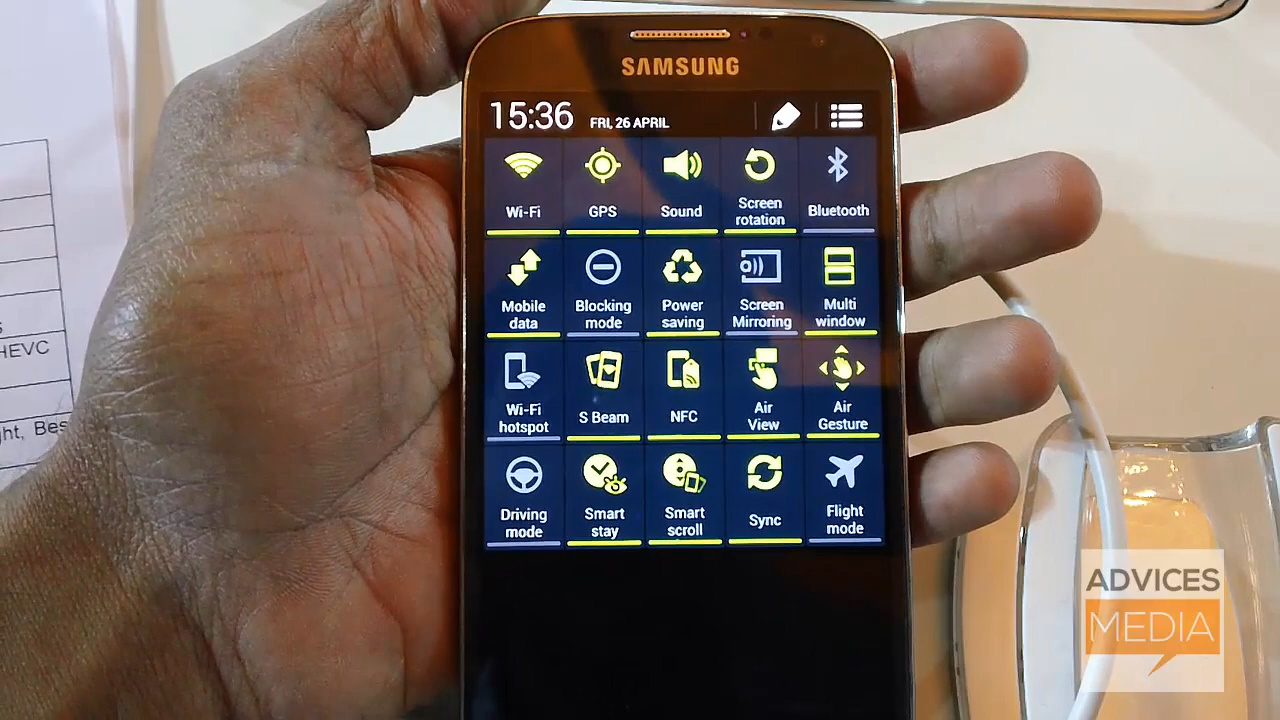 SAMSUNG
15:36 FRI, 26 APRIL
Wi-Fi
GPS
Sound
Screen
rotation
Bluetooth
Mobile
data
Blocking
mode
Power
saving
Screen
Mirroring
Multi
window
Wi-Fi
hotspot
S Beam
NFC
Air
View
Air
Gesture
Driving
mode
Smart
stay
Smart
scroll
Sync
Flight
mode
HEVC
ght, Bes
ADVICES
MEDIA